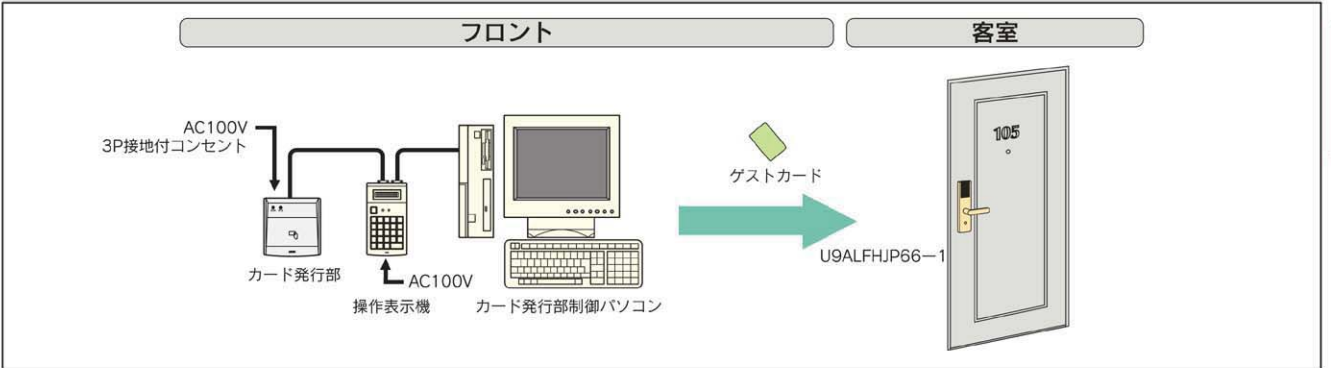 フロント
客室
AC100V
3P接地付コンセント
105
ゲストカード
U9ALFHJP66－1
カード発行部
AC100V
操作表示機
カード発行部制御パソコン